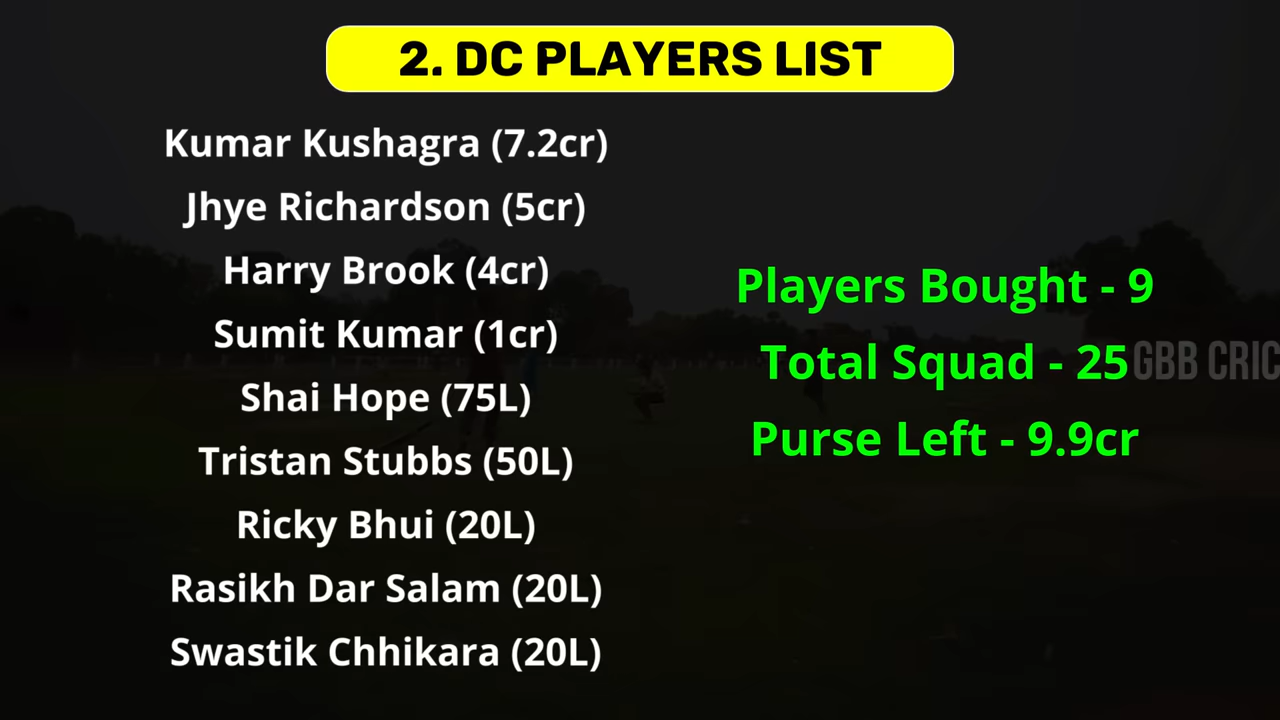 2. DC PLAYERS LIST
Kumar Kushagra (7.2cr)
Jhye Richardson (5cr)
Harry Brook (4cr)
Sumit Kumar (1cr)
Shai Hope (75L)
Tristan Stubbs (50L)
Ricky Bhui (20L)
Rasikh Dar Salam (20L)
Swastik Chhikara (20L)
Players Bought - 9
Total Squad - 25
Purse Left - 9.9cr
GBB CRIC